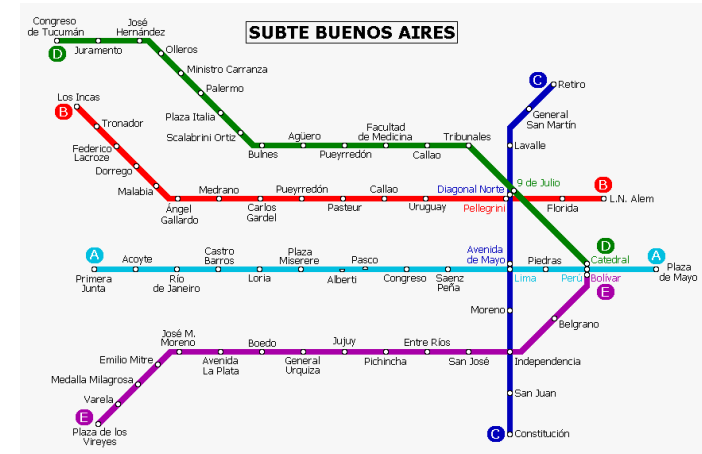 SUBTE BUENOS AIRES
Congreso
de Tucumán
José
Hernández
D
Juramento
Olleros
Ministro Carranza
Palermo
Plaza Italia
Scalabrini Ortiz
Bulnes
Agüero
Pueyrredón
Facultad
de Medicina
Callao
Tribunales
9 de Julio
D
Catedral
C
Retiro
General
San Martín
Lavalle
Diagonal Norte
Avenida
de Mayo
Moreno
Independencia
San Juan
C
Constitución
Los Incas
B
Tronador
Federico
Lacroze
Dorrego
Malabia
Ángel
Gallardo
Medrano
Carlos
Gardel
Pueyrredón
Pasteur
Callao
Uruguay
Pellegrini
Florida
B
L.N. Alem
A
Primera
Junta
Acoyte
Río
de Janeiro
Castro
Barros
Loria
Plaza
Miserere
Alberti
Pasco
Congreso
Saenz
Peña
Lima
Piedras
Perú
A
Plaza
de Mayo
Bolívar
E
Belgrano
San José
Entre Ríos
Pichincha
Jujuy
General
Urquiza
Boedo
Avenida
La Plata
José M.
Moreno
Emilio Mitre
Medalla Milagrosa
Varela
E
Plaza de los
Vireyes